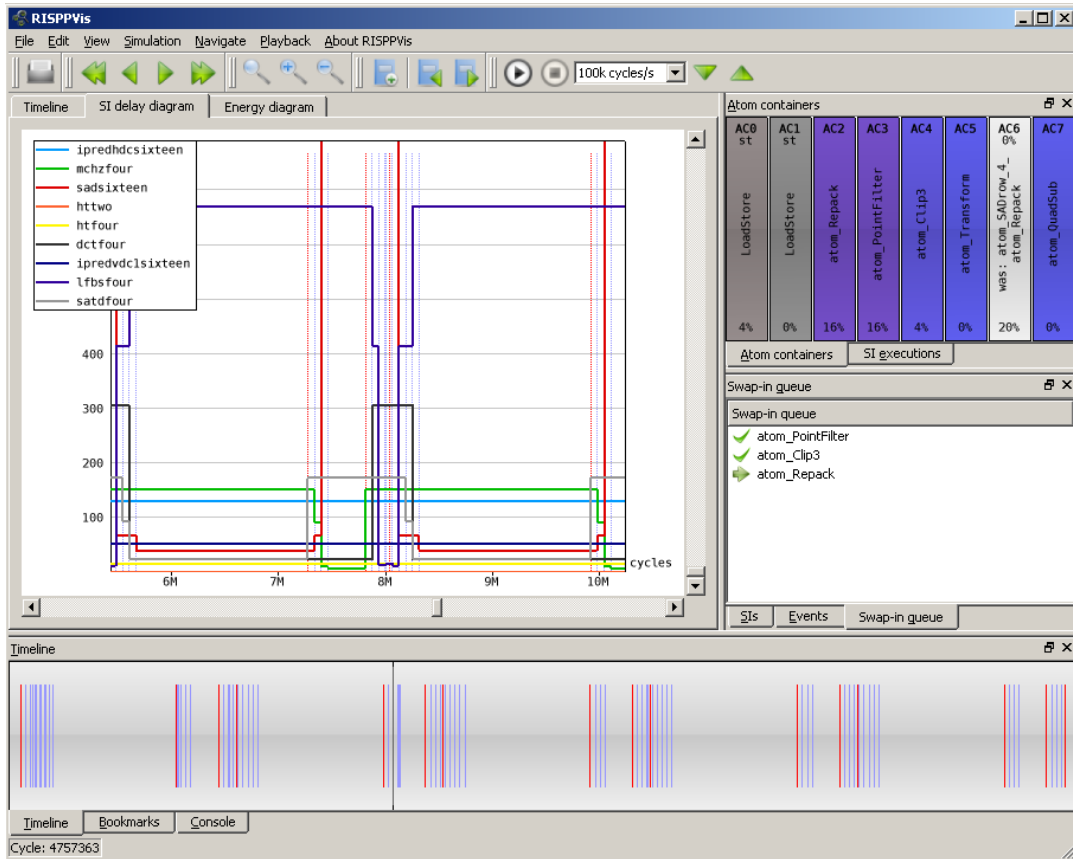 RISPPVis
File Edit View Simulation Navigate Playback About RISPPVis
100k cycles/s
Timeline SI delay diagram Energy diagram
ipredhdcsixteen
mchzfour
sadsixteen
httwo
htfour
dctfour
ipredvdclsixteen
lfbsfour
satdfour
400
300
200
100
cycles
6M 7M 8M 9M 10M
Atom containers
AC0 AC1 AC2 AC3 AC4 AC5 AC6 AC7
st st 0%
LoadStore
LoadStore
atom_Repack
atom_PointFilter
atom_Clip3
atom_Transform
was: atom_SADrow_4_
atom_Repack
atom_QuadSub
4% 0% 16% 16% 4% 0% 20% 0%
Atom containers SI executions
Swap-in queue
Swap-in queue
atom_PointFilter
atom_Clip3
atom_Repack
SIs Events Swap-in queue
Timeline
Timeline Bookmarks Console
Cycle: 4757363